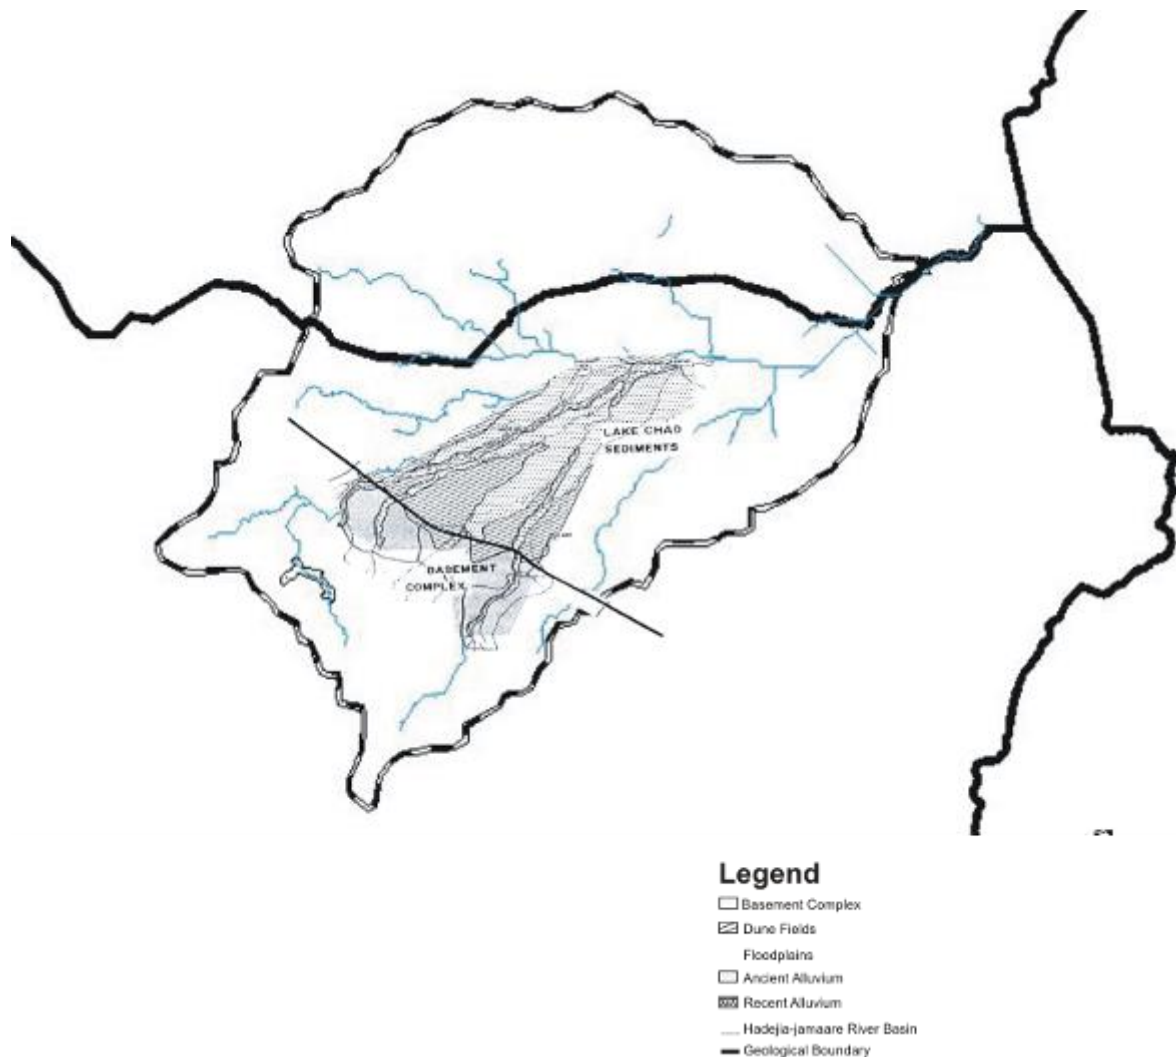 LAKE CHAD
SEDIMENTS
BASEMENT
COMPLEX
Legend
Basement Complex
Dune Fields
Floodplains
Ancient Alluvium
Recent Alluvium
Hadejia-jamaare River Basin
Geological Boundary